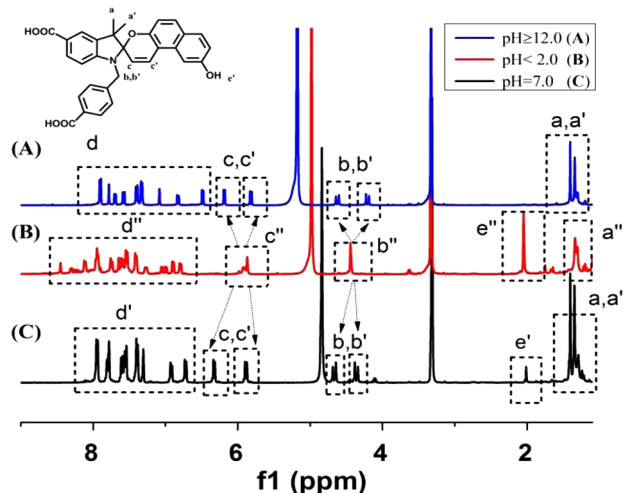 a
a'
HOOC
O
N
c
c'
OH
e'
b,b'
HOOC
pH≥12.0 (A)
pH< 2.0 (B)
pH=7.0 (C)
(A)
d
c,c'
b,b'
a,a'
(B)
d''
c''
b''
e''
a''
(C)
d'
c,c'
b,b'
e'
a,a'
8
6
4
2
f1 (ppm)